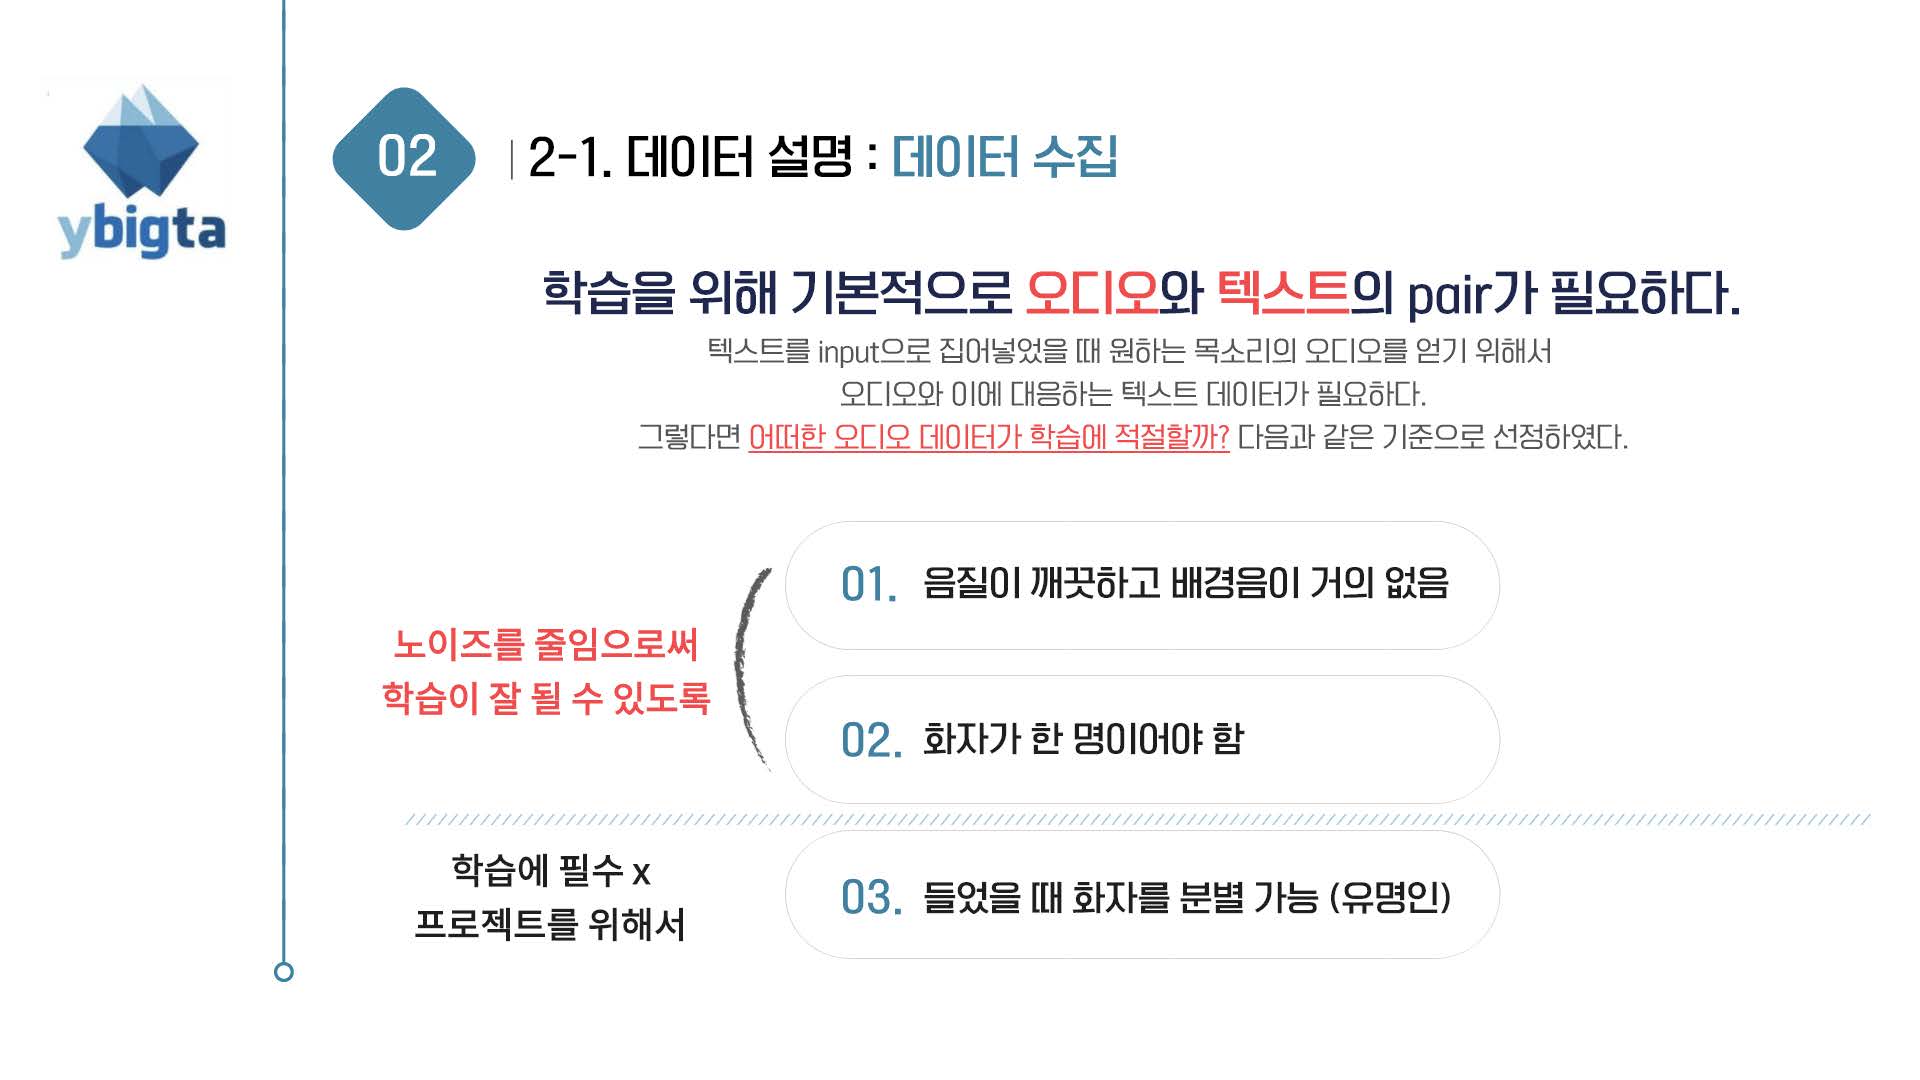 ybigta
02
2-1. 데이터 설명 : 데이터 수집
학습을 위해 기본적으로 오디오와 텍스트의 pair가 필요하다.
텍스트를 input으로 집어넣었을 때 원하는 목소리의 오디오를 얻기 위해서
오디오와 이에 대응하는 텍스트 데이터가 필요하다.
그렇다면 어떠한 오디오 데이터가 학습에 적절할까? 다음과 같은 기준으로 선정하였다.
노이즈를 줄임으로써
학습이 잘 될 수 있도록
01. 음질이 깨끗하고 배경음이 거의 없음
02. 화자가 한 명이어야 함
학습에 필수 x
프로젝트를 위해서
03. 들었을 때 화자를 분별 가능 (유명인)